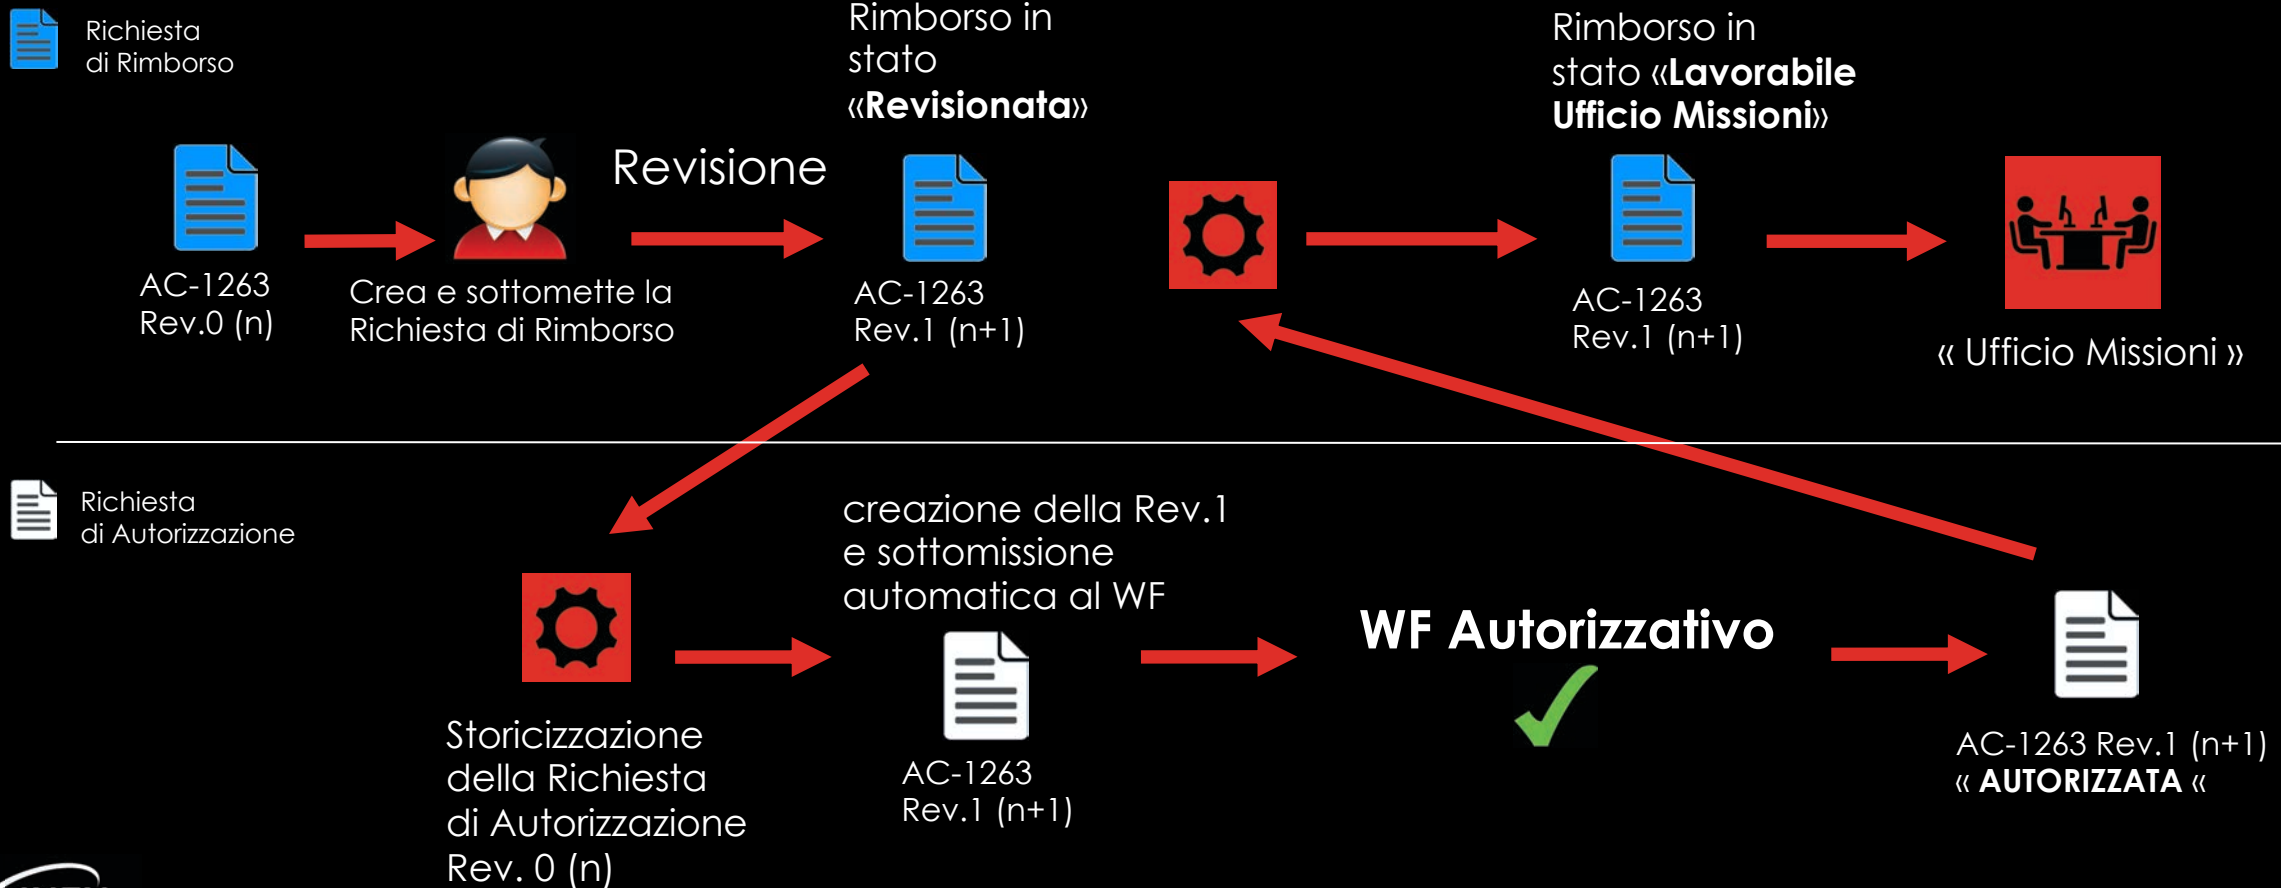 Richiesta
di Rimborso
Rimborso in
stato
«Revisionata»
Rimborso in
stato «Lavorabile
Ufficio Missioni»
Revisione
AC-1263
Rev.0 (n)
Crea e sottomette la
Richiesta di Rimborso
AC-1263
Rev.1 (n+1)
AC-1263
Rev.1 (n+1)
« Ufficio Missioni »
Richiesta
di Autorizzazione
creazione della Rev.1
e sottomissione
automatica al WF
WF Autorizzativo
Storicizzazione
della Richiesta
di Autorizzazione
Rev. 0 (n)
AC-1263
Rev.1 (n+1)
AC-1263 Rev.1 (n+1)
« AUTORIZZATA «